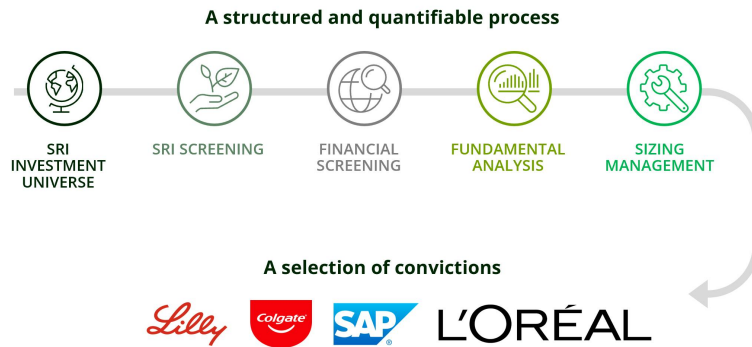 A structured and quantifiable process
SRI
INVESTMENT
UNIVERSE
SRI SCREENING
FINANCIAL
SCREENING
FUNDAMENTAL
ANALYSIS
SIZING
MANAGEMENT
A selection of convictions
Lilly
Colgate®
SAP®
L'ORÉAL